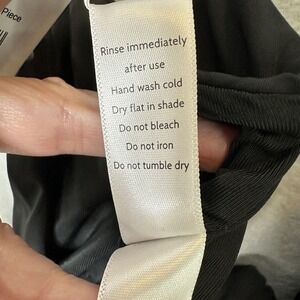 Piece
Rinse immediately
after use
Hand wash cold
Dry flat in shade
Do not bleach
Do not iron
Do not tumble dry